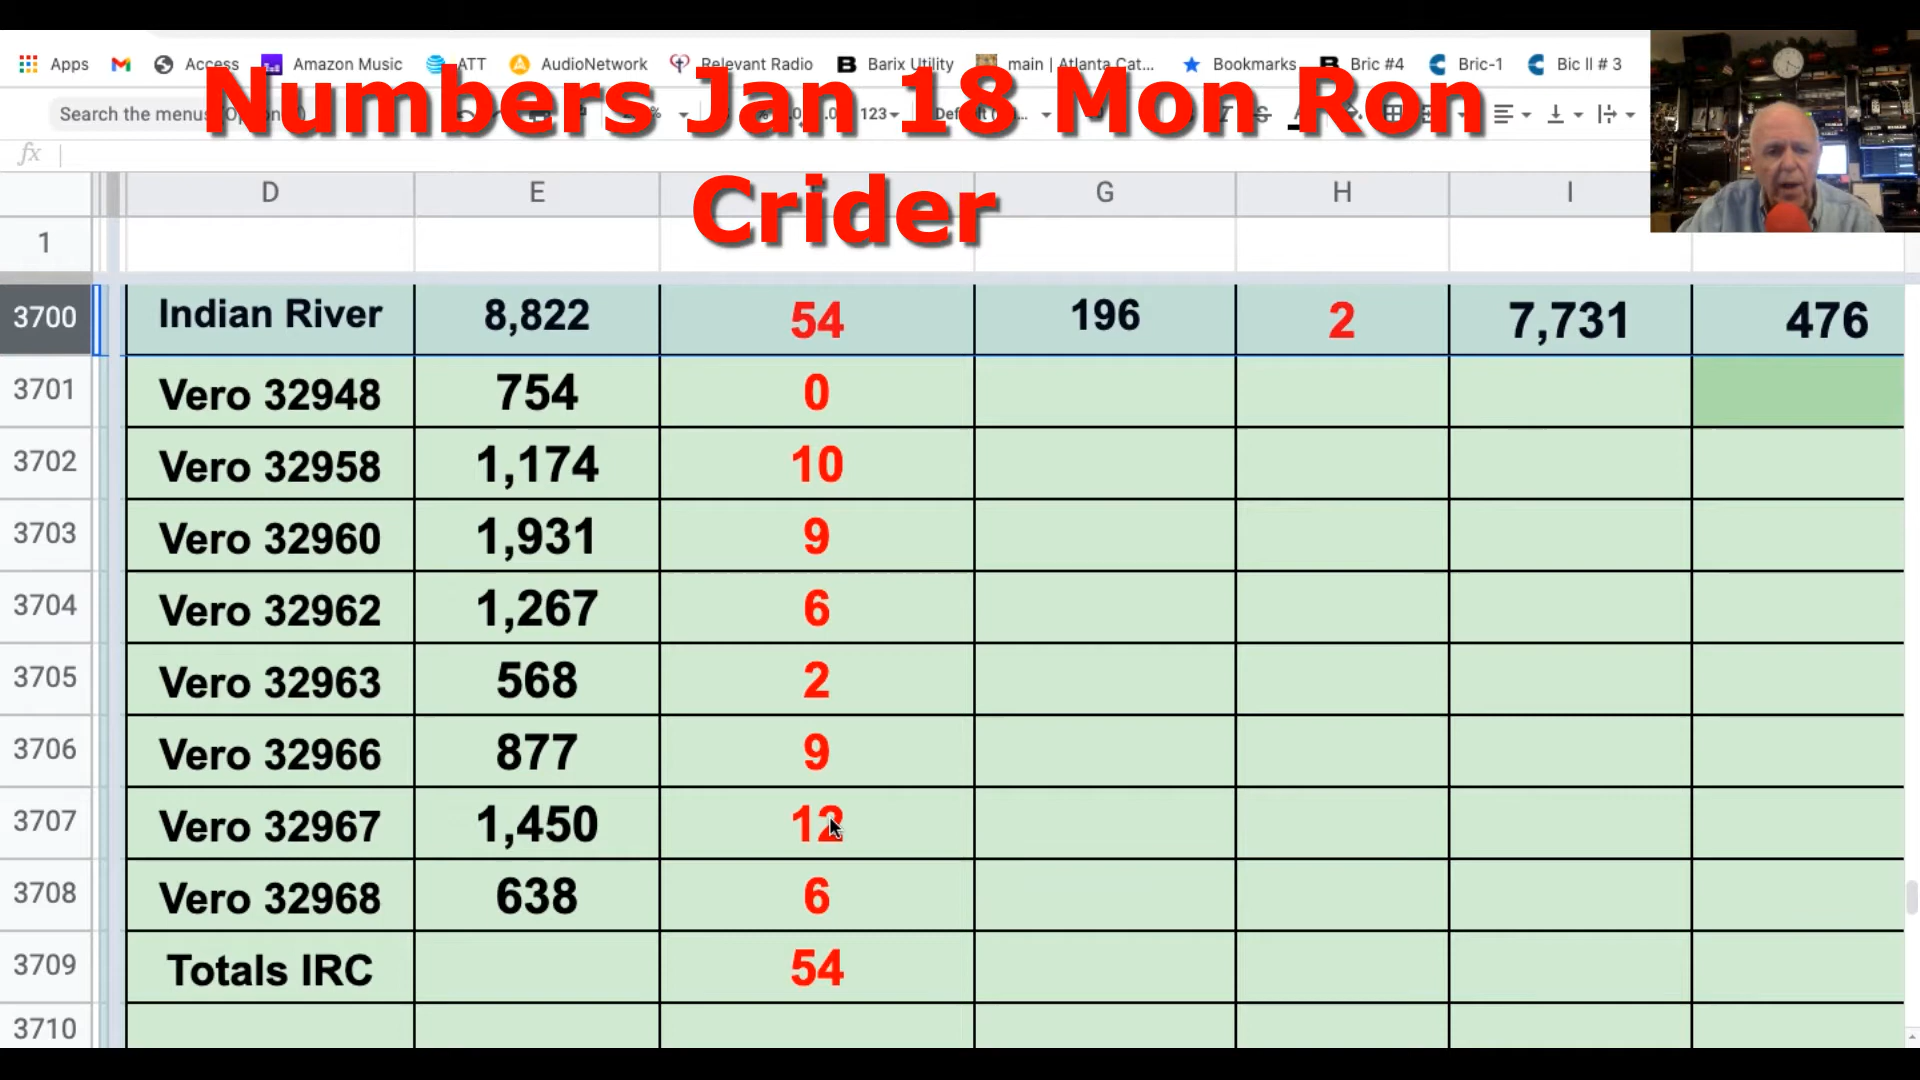 Apps Access Amazon Music ATT AudioNetwork Relevant Radio Barix Utility main | Atlanta Cat... Bookmarks Bric #4 Bric-1 Bic II # 3
Numbers Jan 18 Mon Ron
Crider
Search the menus
123
fx
D E G H I
1
3700 Indian River 8,822 54 196 2 7,731 476
3701 Vero 32948 754 0
3702 Vero 32958 1,174 10
3703 Vero 32960 1,931 9
3704 Vero 32962 1,267 6
3705 Vero 32963 568 2
3706 Vero 32966 877 9
3707 Vero 32967 1,450 12
3708 Vero 32968 638 6
3709 Totals IRC 54
3710